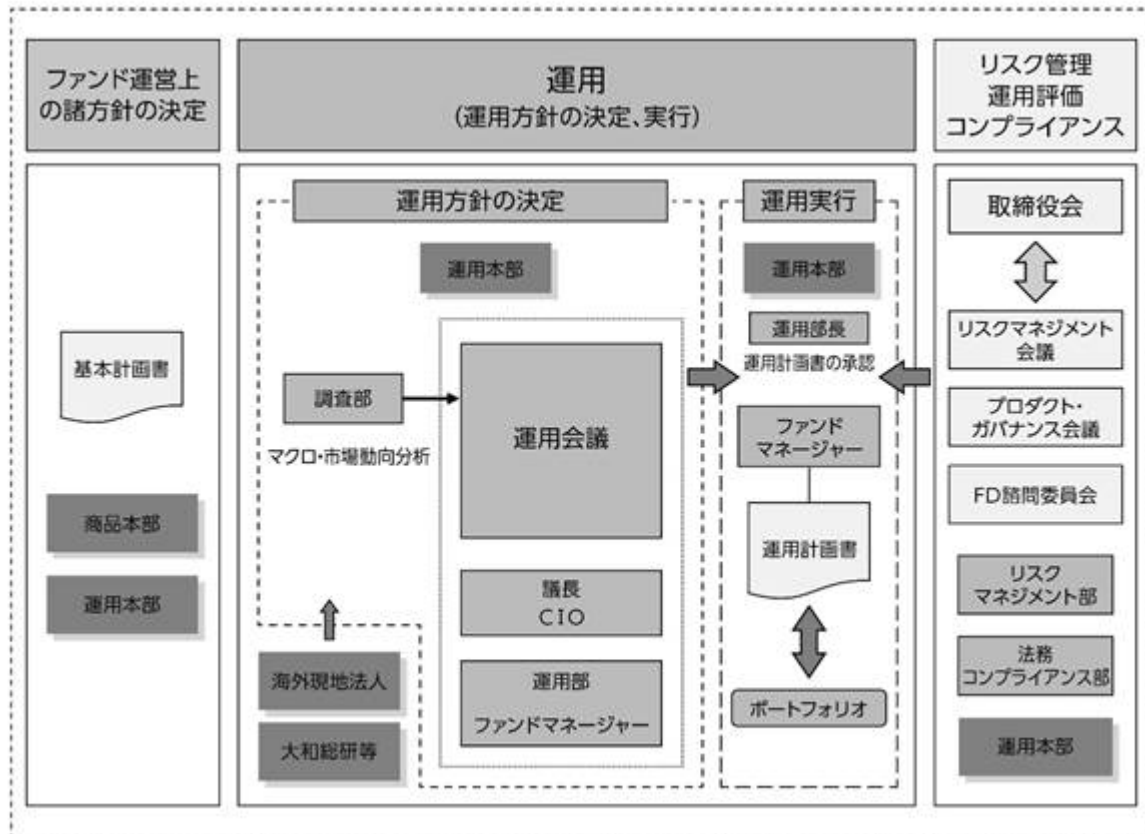 ファンド運営上
の諸方針の決定
運用
(運用方針の決定、実行)
リスク管理
運用評価
コンプライアンス
基本計画書
商品本部
運用本部
運用方針の決定
運用本部
調査部
マクロ・市場動向分析
運用会議
議長
CIO
運用部
ファンドマネージャー
海外現地法人
大和総研等
運用実行
運用本部
運用部長
運用計画書の承認
ファンド
マネージャー
運用計画書
ポートフォリオ
取締役会
リスクマネジメント
会議
プロダクト・
ガバナンス会議
FD諮問委員会
リスク
マネジメント部
法務
コンプライアンス部
運用本部